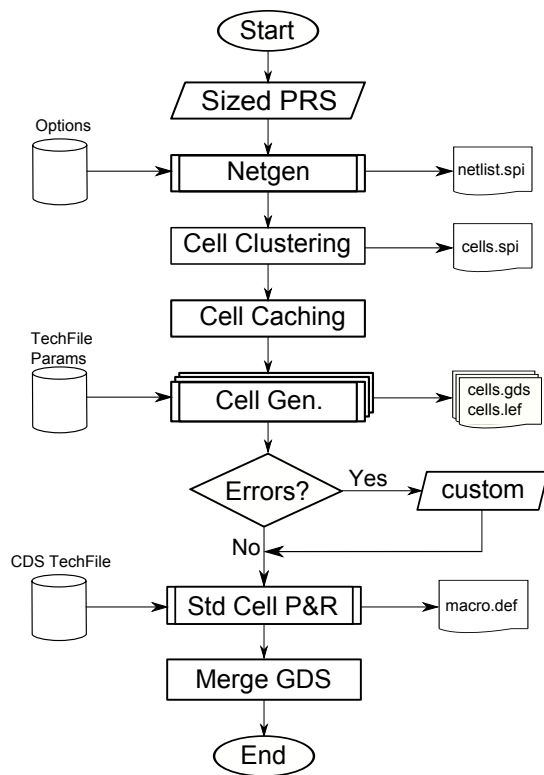 Start
Sized PRS
Options
Netgen
netlist.spi
Cell Clustering
cells.spi
Cell Caching
TechFile
Params
Cell Gen.
cells.gds
cells.lef
Errors?
Yes
custom
No
CDS TechFile
Std Cell P&R
macro.def
Merge GDS
End